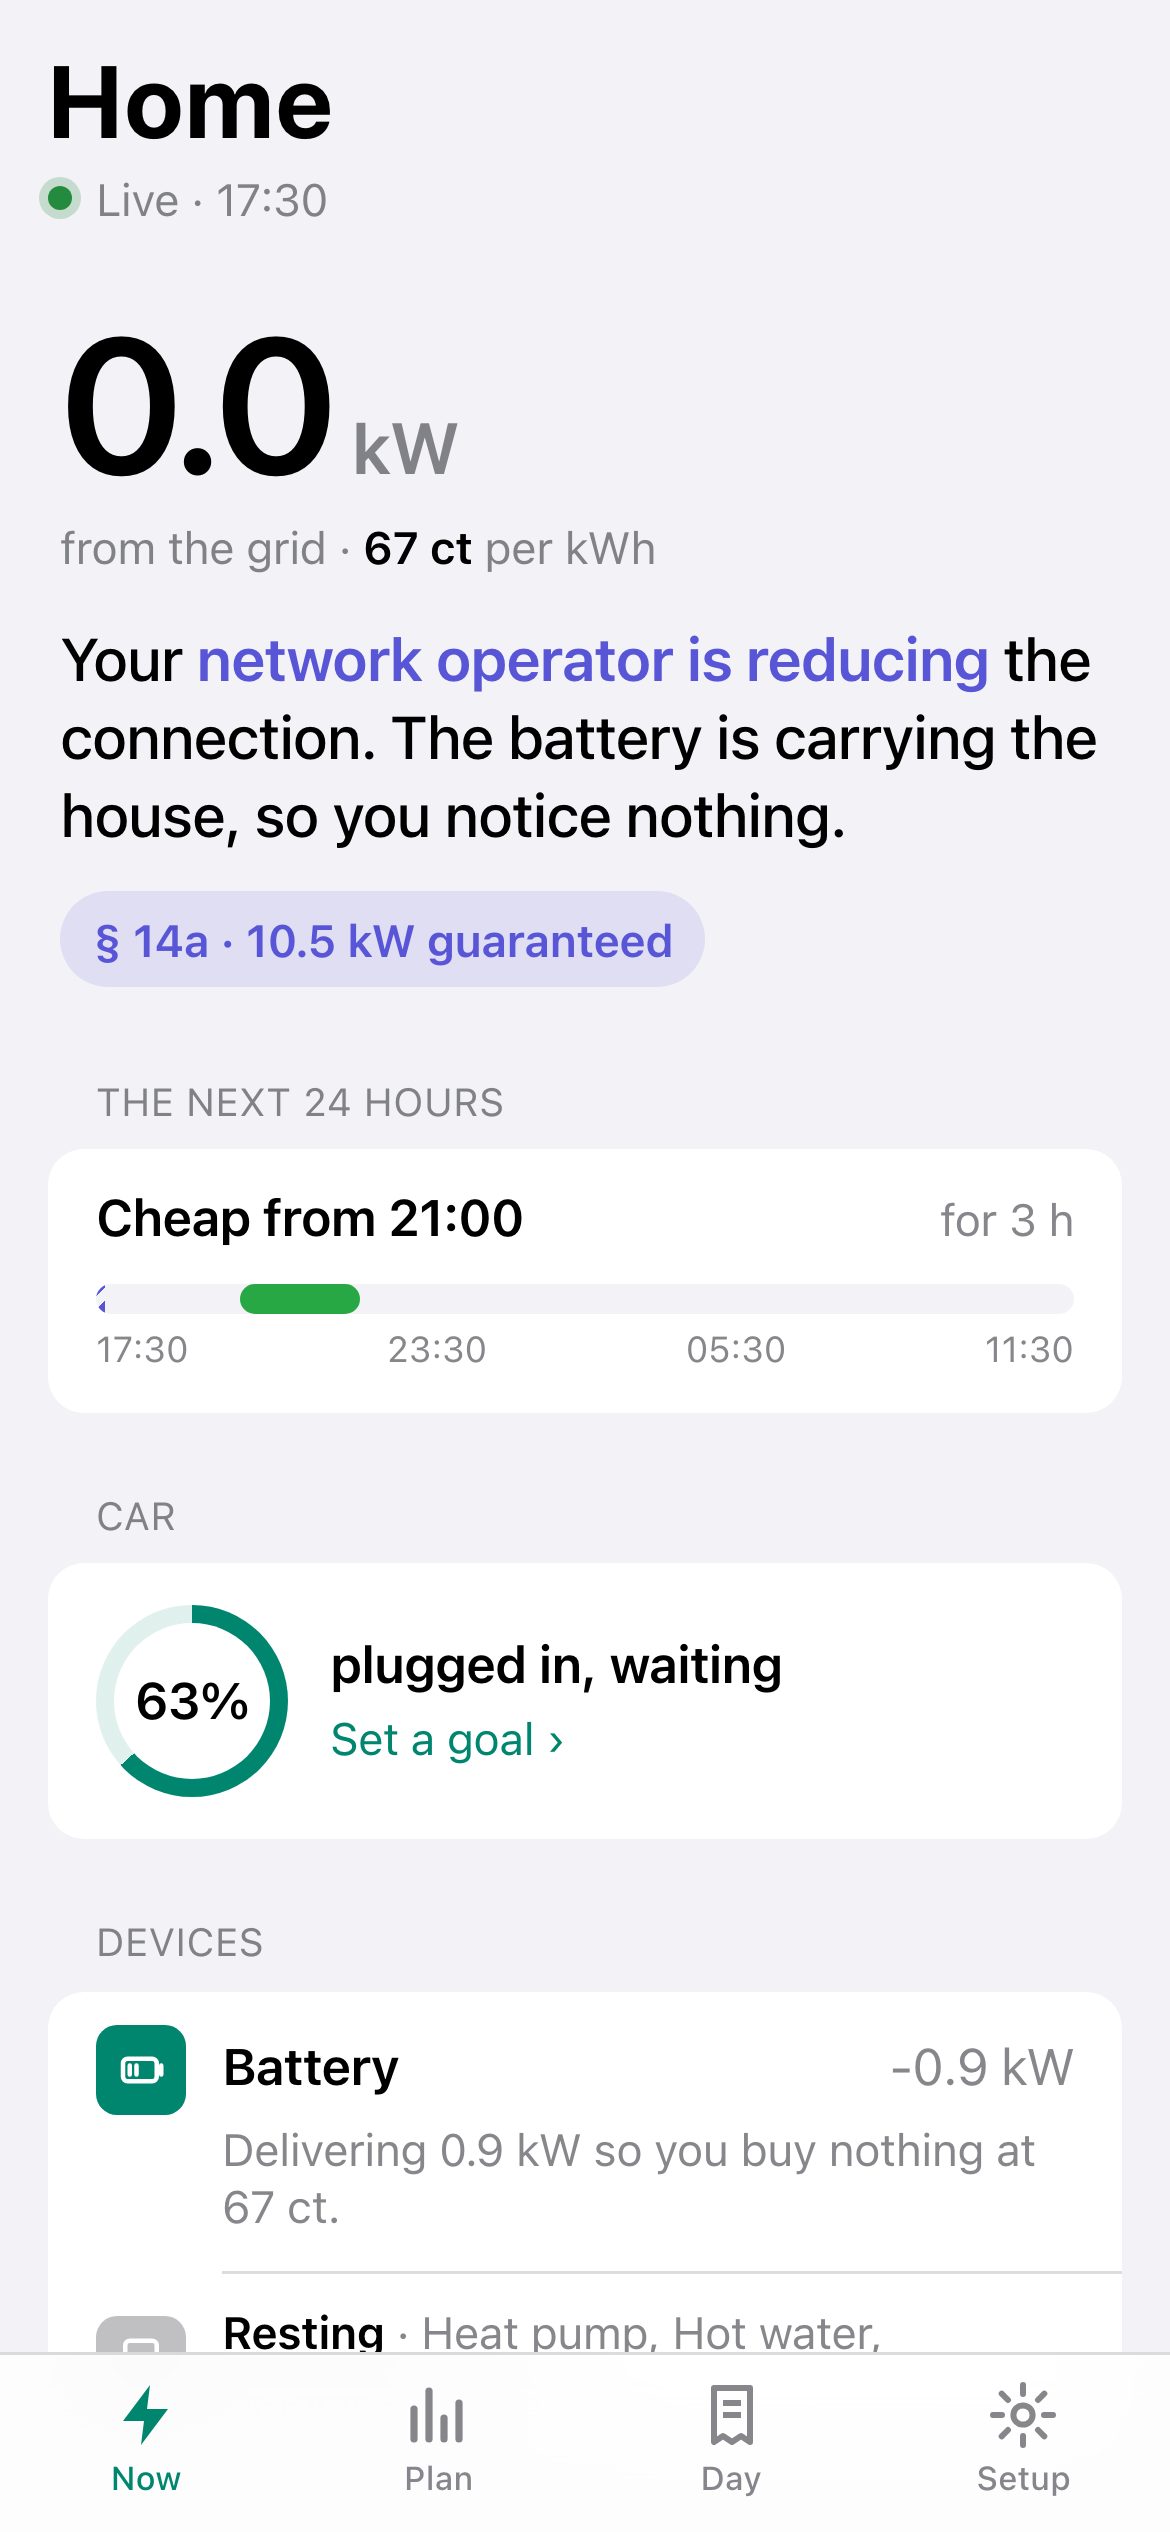 Home
Live · 17:30
0.0 kW
from the grid · 67 ct per kWh
Your network operator is reducing the
connection. The battery is carrying the
house, so you notice nothing.
§ 14a · 10.5 kW guaranteed
THE NEXT 24 HOURS
Cheap from 21:00 for 3 h
17:30 23:30 05:30 11:30
CAR
63%
plugged in, waiting
Set a goal ›
DEVICES
Battery -0.9 kW
Delivering 0.9 kW so you buy nothing at
67 ct.
Resting · Heat pump, Hot water,
Now Plan Day Setup